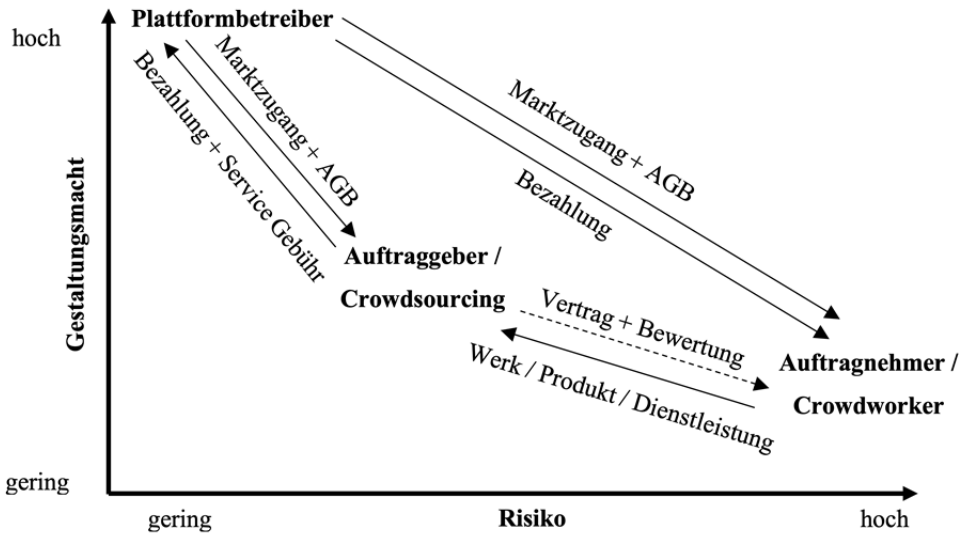 Plattformbetreiber
hoch
Marktzugang + AGB
Bezahlung + Service Gebühr
Marktzugang + AGB
Bezahlung
Gestaltungsmacht
Auftraggeber /
Crowdsourcing
Vertrag + Bewertung
Werk / Produkt / Dienstleistung
Auftragnehmer /
Crowdworker
gering
gering
Risiko
hoch